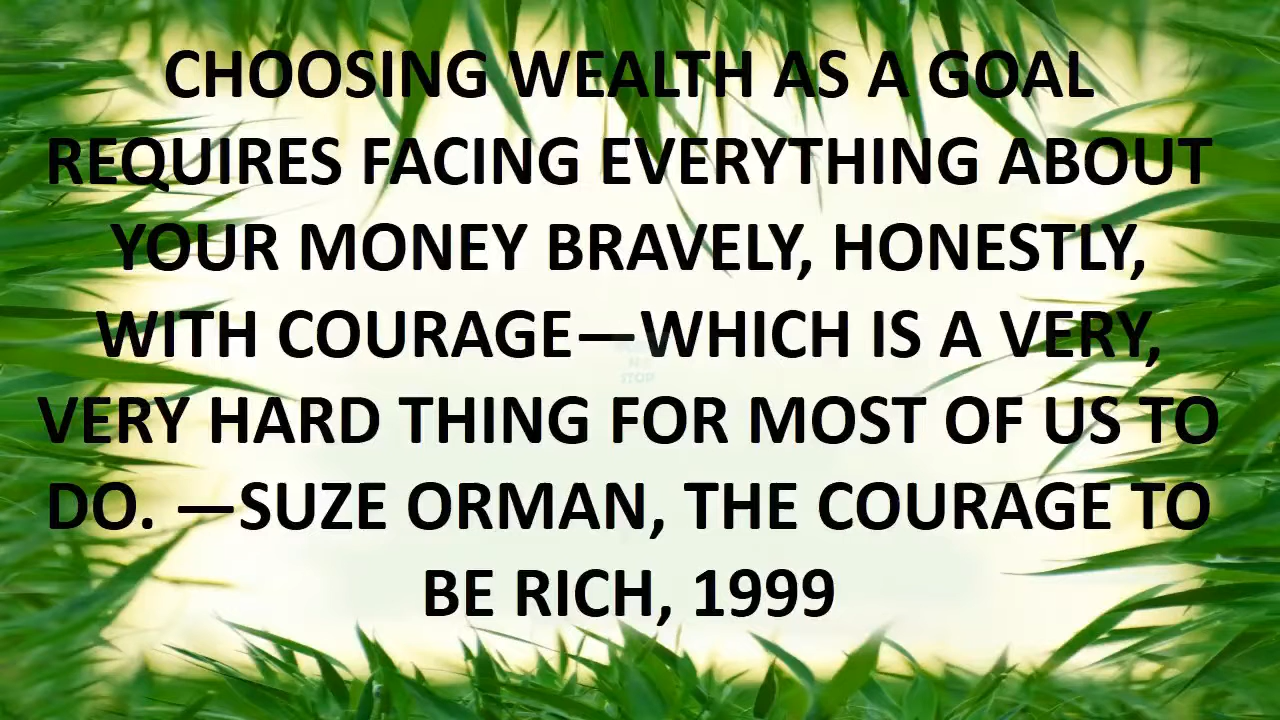 CHOOSING WEALTH AS A GOAL
REQUIRES FACING EVERYTHING ABOUT
YOUR MONEY BRAVELY, HONESTLY,
WITH COURAGE—WHICH IS A VERY,
VERY HARD THING FOR MOST OF US TO
DO. —SUZE ORMAN, THE COURAGE TO
BE RICH, 1999